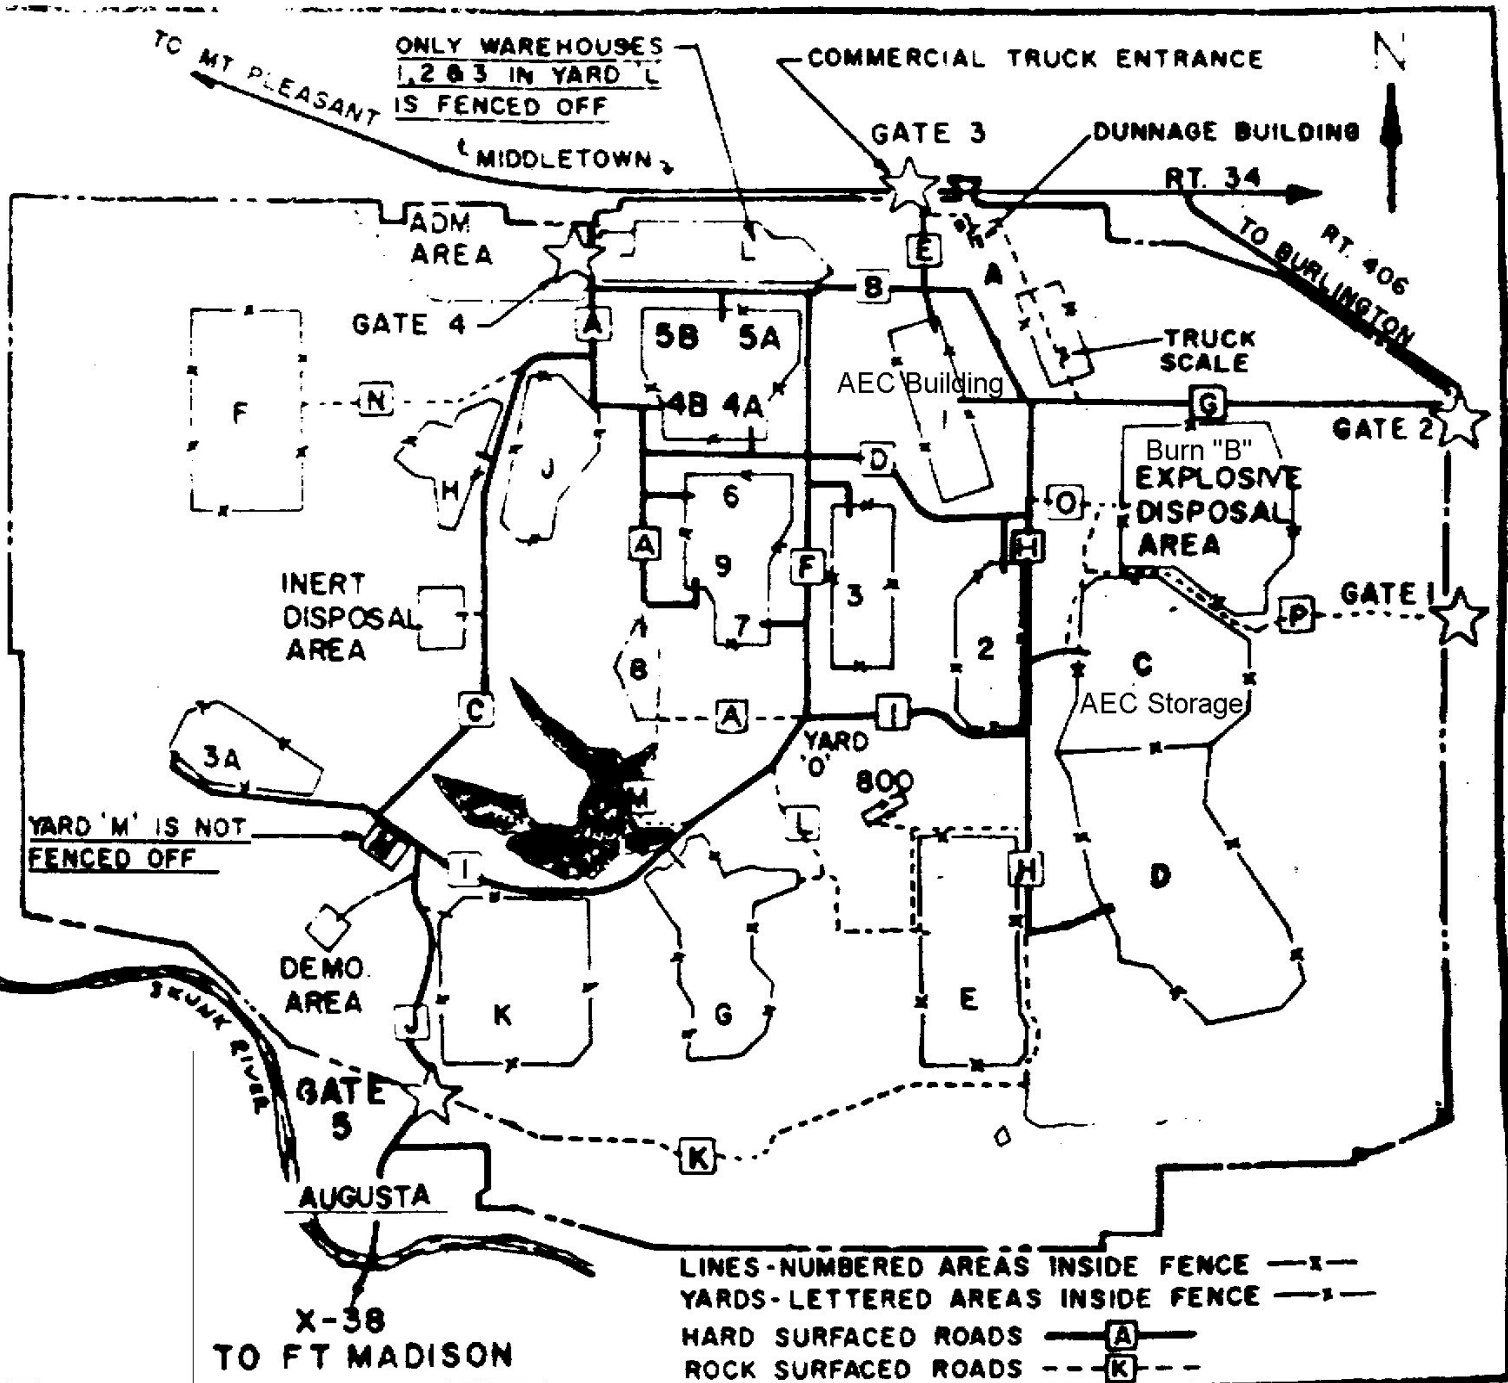 TO MT PLEASANT
ONLY WAREHOUSES
1,2 & 3 IN YARD 'L
IS FENCED OFF
COMMERCIAL TRUCK ENTRANCE
N
MIDDLETOWN
GATE 3
DUNNAGE BUILDING
RT. 34
RT. 406
TO BURLINGTON
ADM
AREA
L
E
A
B
GATE 4
A
5B 5A
TRUCK
SCALE
AEC Building
F
N
4B 4A
I
G
GATE 2
H
J
D
Burn "B"
EXPLOSIVE
DISPOSAL
AREA
6
O
A
9
F
3
H
INERT
DISPOSAL
AREA
7
2
P
GATE 1
8
C
AEC Storage
C
A
I
YARD
'O'
3A
800
M
L
YARD 'M' IS NOT
FENCED OFF
M
I
H
D
DEMO.
AREA
J
K
G
E
SKUNK RIVER
GATE
5
K
AUGUSTA
X-38
TO FT MADISON
LINES-NUMBERED AREAS INSIDE FENCE —x—
YARDS-LETTERED AREAS INSIDE FENCE —x—
HARD SURFACED ROADS A
ROCK SURFACED ROADS K